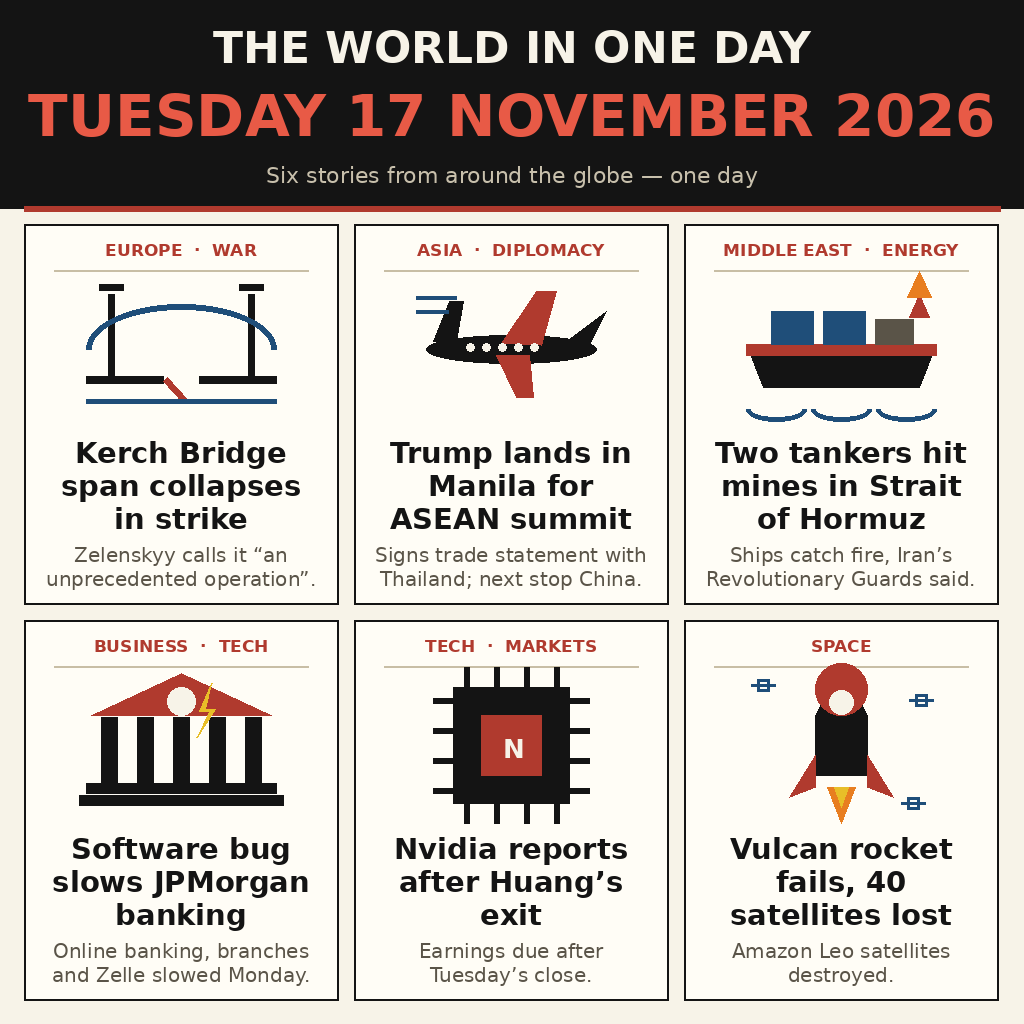 THE WORLD IN ONE DAY
TUESDAY 17 NOVEMBER 2026
Six stories from around the globe — one day
EUROPE · WAR
Kerch Bridge
span collapses
in strike
Zelenskyy calls it “an
unprecedented operation”.
ASIA · DIPLOMACY
Trump lands in
Manila for
ASEAN summit
Signs trade statement with
Thailand; next stop China.
MIDDLE EAST · ENERGY
Two tankers hit
mines in Strait
of Hormuz
Ships catch fire, Iran’s
Revolutionary Guards said.
BUSINESS · TECH
Software bug
slows JPMorgan
banking
Online banking, branches
and Zelle slowed Monday.
TECH · MARKETS
N
Nvidia reports
after Huang’s
exit
Earnings due after
Tuesday’s close.
SPACE
Vulcan rocket
fails, 40
satellites lost
Amazon Leo satellites
destroyed.